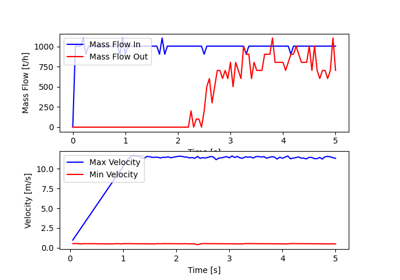 Mass Flow [t/h]
1000
750
500
250
0
Mass Flow In
Mass Flow Out
0
1
2
3
4
5
Time [s]
Velocity [m/s]
10.0
7.5
5.0
2.5
0.0
Max Velocity
Min Velocity
0
1
2
3
4
5
Time [s]